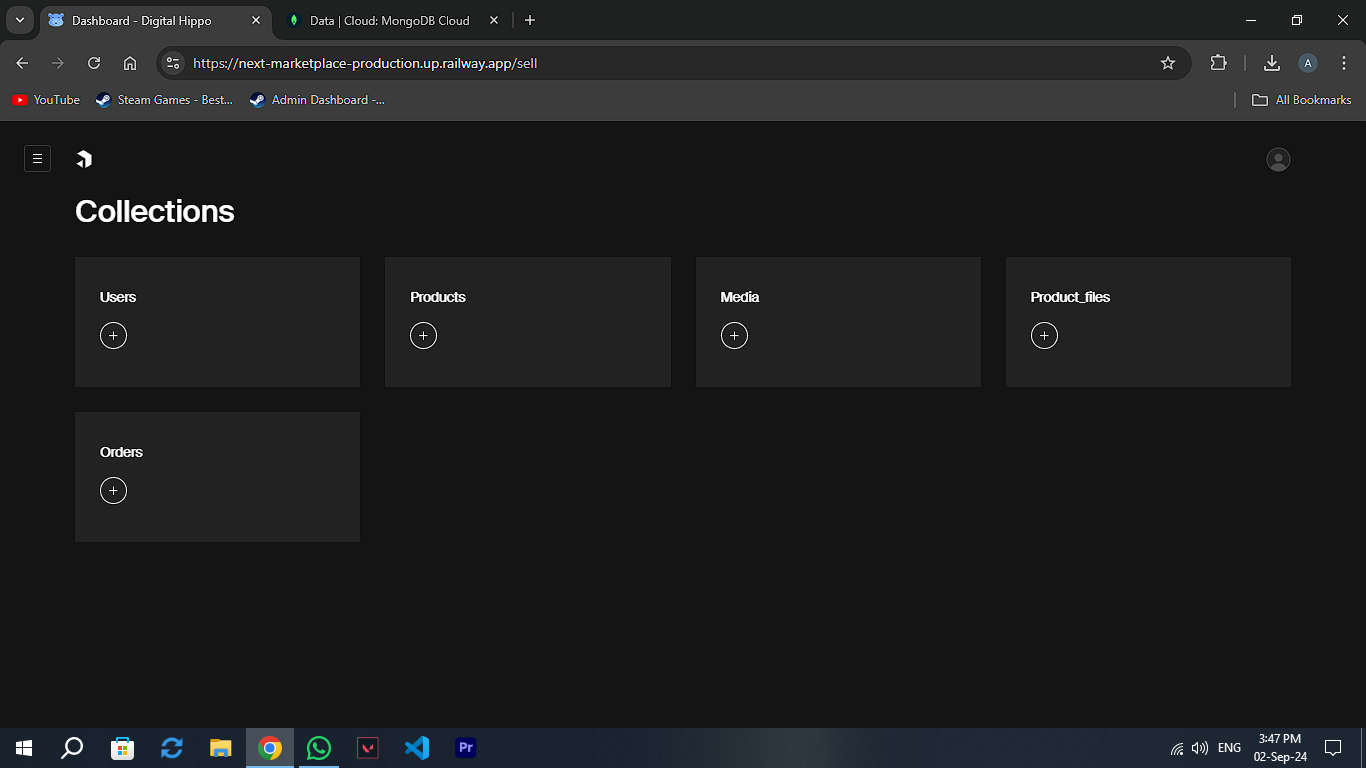 Dashboard - Digital Hippo
Data | Cloud: MongoDB Cloud
https://next-marketplace-production.up.railway.app/sell
A
YouTube
Steam Games - Best...
Admin Dashboard -...
All Bookmarks
Collections
Users
Products
Media
Product_files
Orders
Pr
ENG
3:47 PM
02-Sep-24